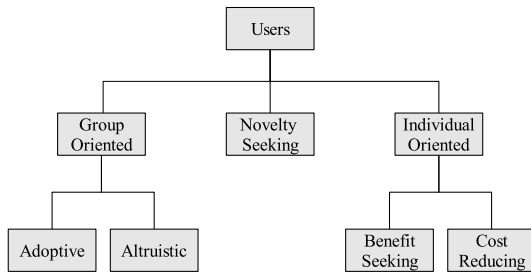 Users
Group
Oriented
Novelty
Seeking
Individual
Oriented
Adoptive
Altruistic
Benefit
Seeking
Cost
Reducing